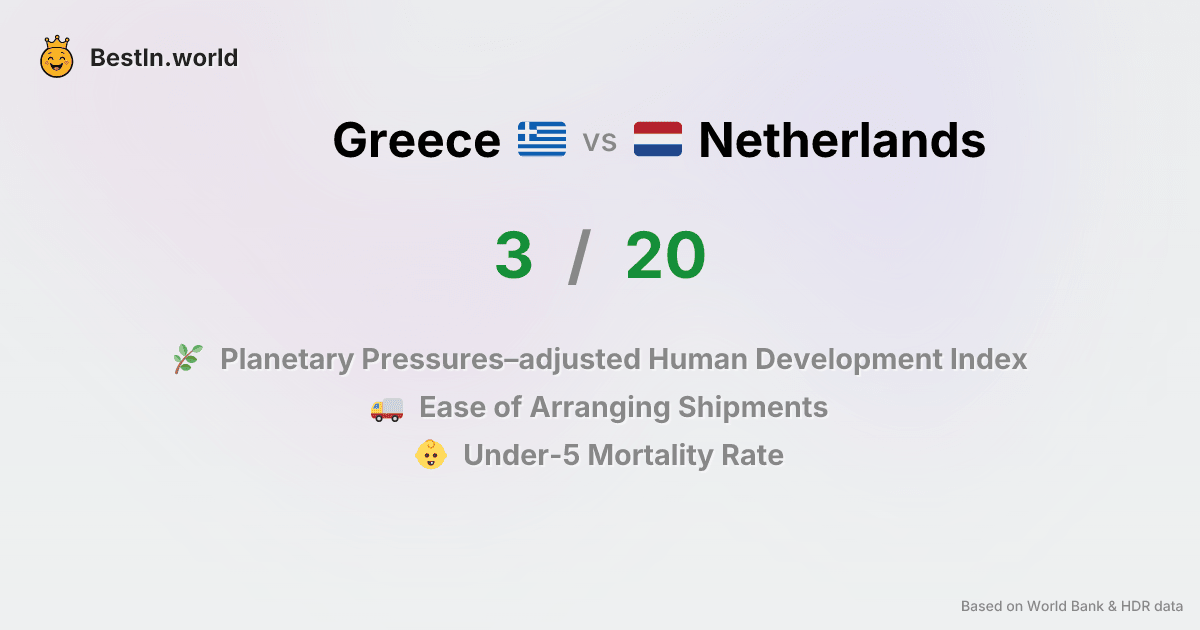 BestIn.world
Greece vs Netherlands
3 / 20
Planetary Pressures–adjusted Human Development Index
Ease of Arranging Shipments
Under-5 Mortality Rate
Based on World Bank & HDR data